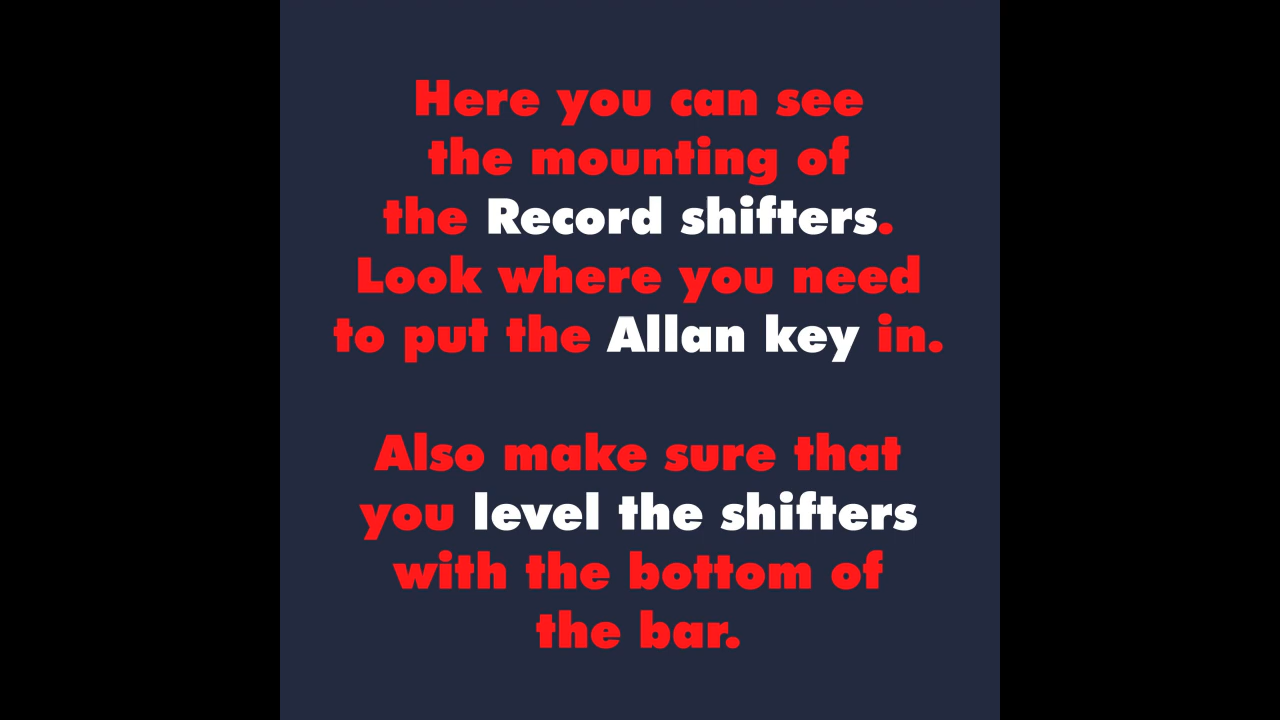 Here you can see
the mounting of
the Record shifters.
Look where you need
to put the Allan key in.
Also make sure that
you level the shifters
with the bottom of
the bar.